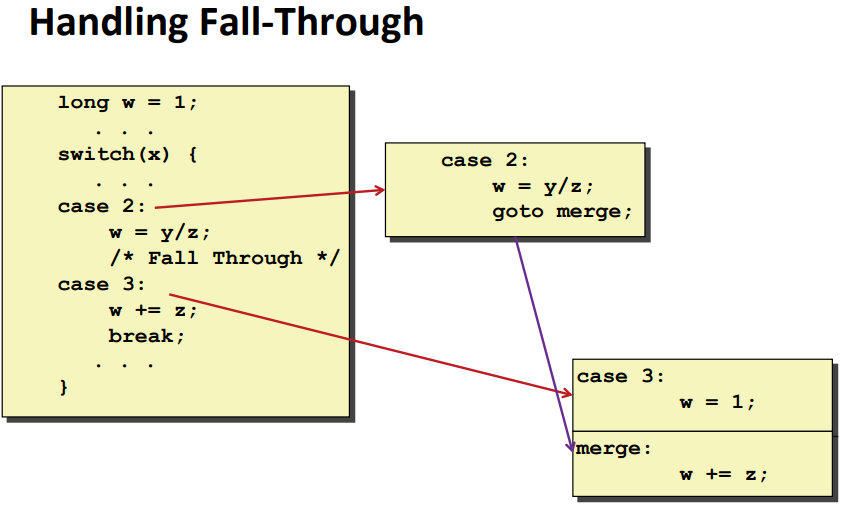 Handling Fall-Through
long w = 1;
. . .
switch(x) {
. . .
case 2:
w = y/z;
/* Fall Through */
case 3:
w += z;
break;
. . .
}
case 2:
w = y/z;
goto merge;
case 3:
w = 1;
merge:
w += z;